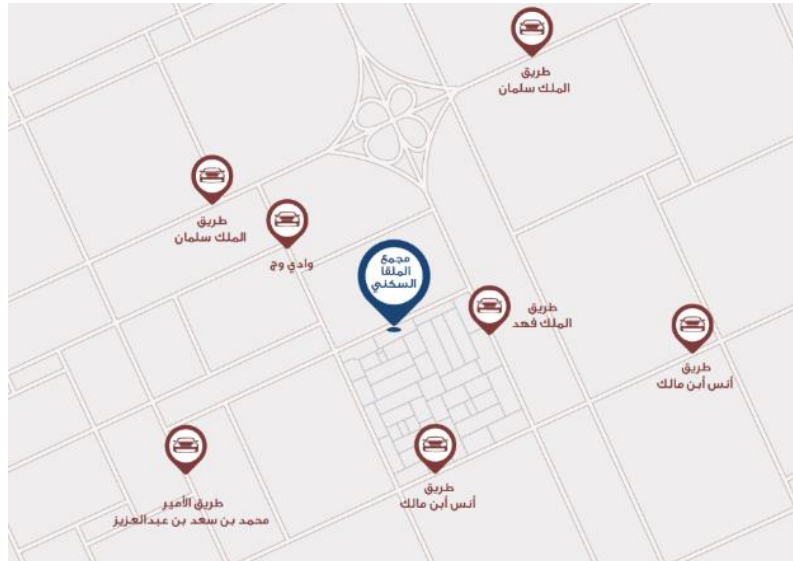 طريق
الملك سلمان
طريق
الملك سلمان
وادي وج
مجمع
الملقا
السكني
طريق
الملك فهد
طريق
أنس أبن مالك
طريق
أنس أبن مالك
طريق الأمير
محمد بن سعد بن عبدالعزيز